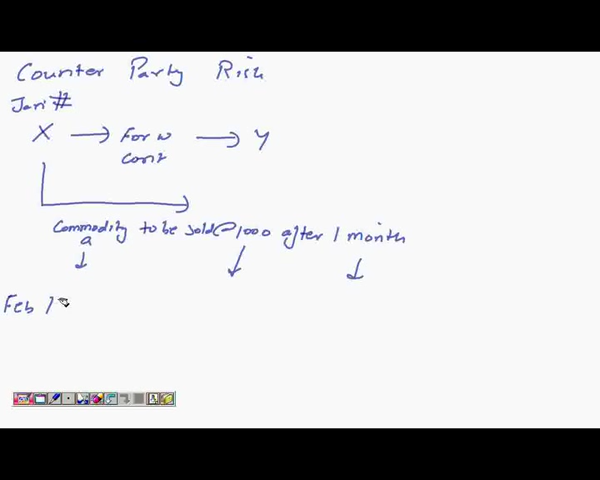 Counter Party Risk
Jan 1st
X → Forw → Y
Cont
Commodity to be sold @ 1000 after 1 month
a
Feb 1